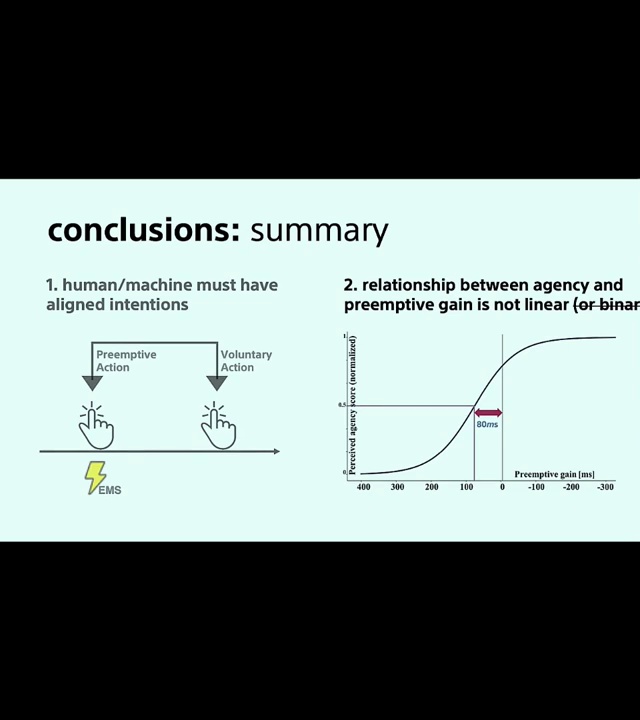 conclusions: summary
1. human/machine must have
aligned intentions
Preemptive
Action
Voluntary
Action
EMS
2. relationship between agency and
preemptive gain is not linear (or binar
Perceived agency score (normalized)
1
0.5
0
80ms
Preemptive gain [ms]
400 300 200 100 0 -100 -200 -300